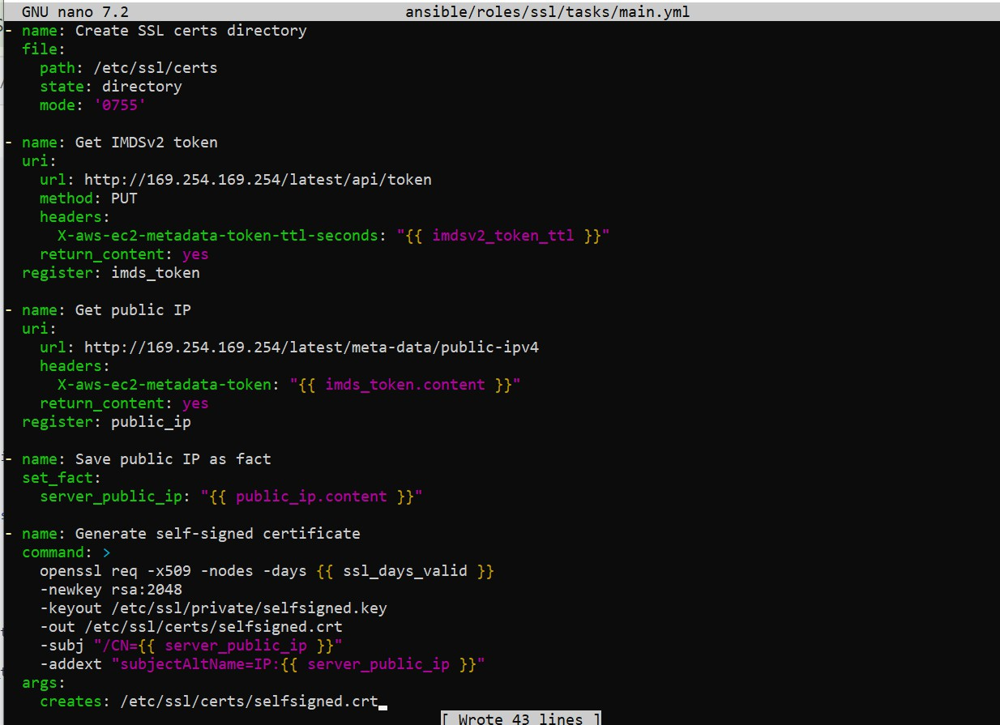 GNU nano 7.2 ansible/roles/ssl/tasks/main.yml
- name: Create SSL certs directory
  file:
    path: /etc/ssl/certs
    state: directory
    mode: '0755'

- name: Get IMDSv2 token
  uri:
    url: http://169.254.169.254/latest/api/token
    method: PUT
    headers:
      X-aws-ec2-metadata-token-ttl-seconds: "{{ imdsv2_token_ttl }}"
    return_content: yes
  register: imds_token

- name: Get public IP
  uri:
    url: http://169.254.169.254/latest/meta-data/public-ipv4
    headers:
      X-aws-ec2-metadata-token: "{{ imds_token.content }}"
    return_content: yes
  register: public_ip

- name: Save public IP as fact
  set_fact:
    server_public_ip: "{{ public_ip.content }}"

- name: Generate self-signed certificate
  command: >
    openssl req -x509 -nodes -days {{ ssl_days_valid }}
    -newkey rsa:2048
    -keyout /etc/ssl/private/selfsigned.key
    -out /etc/ssl/certs/selfsigned.crt
    -subj "/CN={{ server_public_ip }}"
    -addext "subjectAltName=IP:{{ server_public_ip }}"
  args:
    creates: /etc/ssl/certs/selfsigned.crt
[ Wrote 43 lines ]